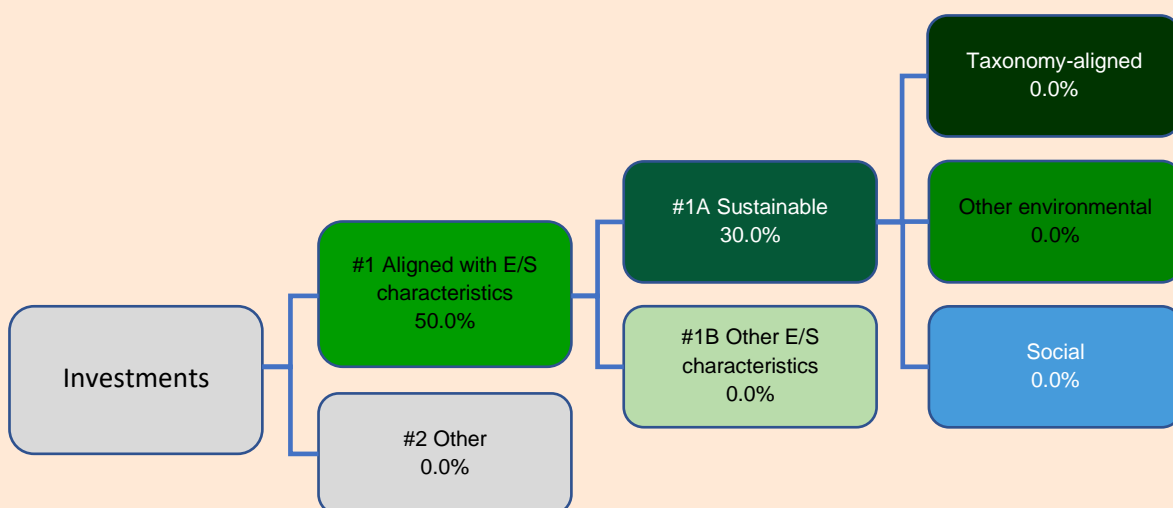 Investments
#1 Aligned with E/S
characteristics
50.0%
#2 Other
0.0%
#1A Sustainable
30.0%
#1B Other E/S
characteristics
0.0%
Taxonomy-aligned
0.0%
Other environmental
0.0%
Social
0.0%